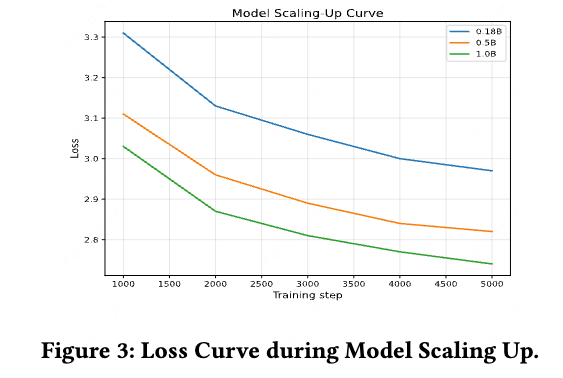 Model Scaling-Up Curve
0.18B
0.5B
1.0B
Loss
3.3
3.2
3.1
3.0
2.9
2.8
1000 1500 2000 2500 3000 3500 4000 4500 5000
Training step
Figure 3: Loss Curve during Model Scaling Up.